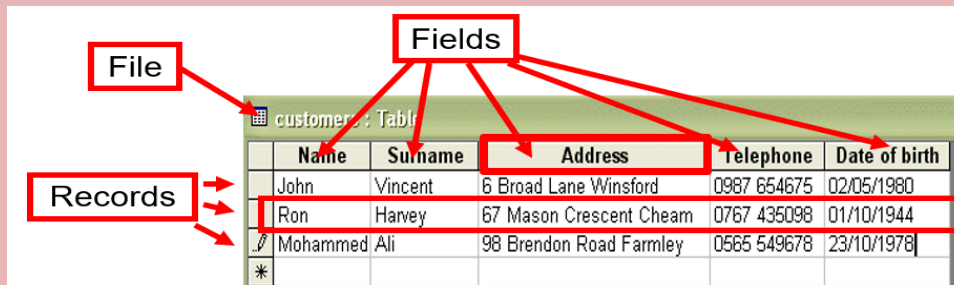 Fields
File
customers : Table
Name Surname Address Telephone Date of birth
Records
John Vincent 6 Broad Lane Winsford 0987 654675 02/05/1980
Ron Harvey 67 Mason Crescent Cheam 0767 435098 01/10/1944
Mohammed Ali 98 Brendon Road Farmley 0565 549678 23/10/1978